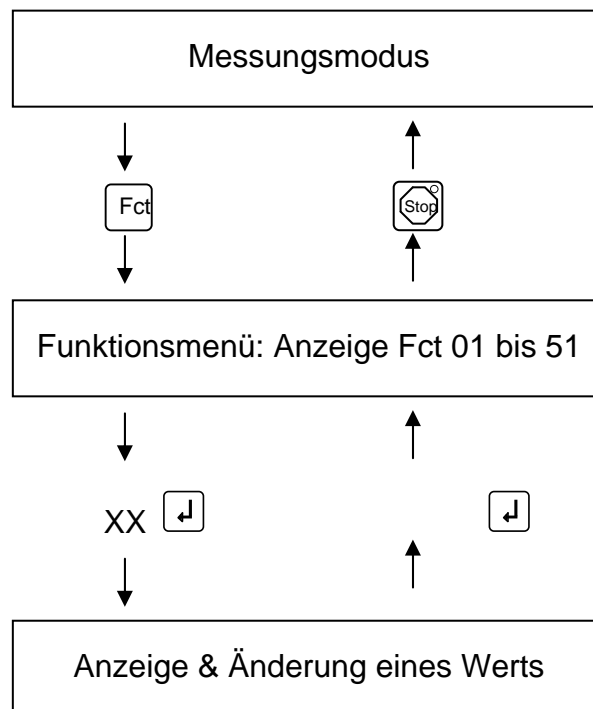 Messungsmodus
Fct
Stop
Funktionsmenü: Anzeige Fct 01 bis 51
XX
Anzeige & Änderung eines Werts